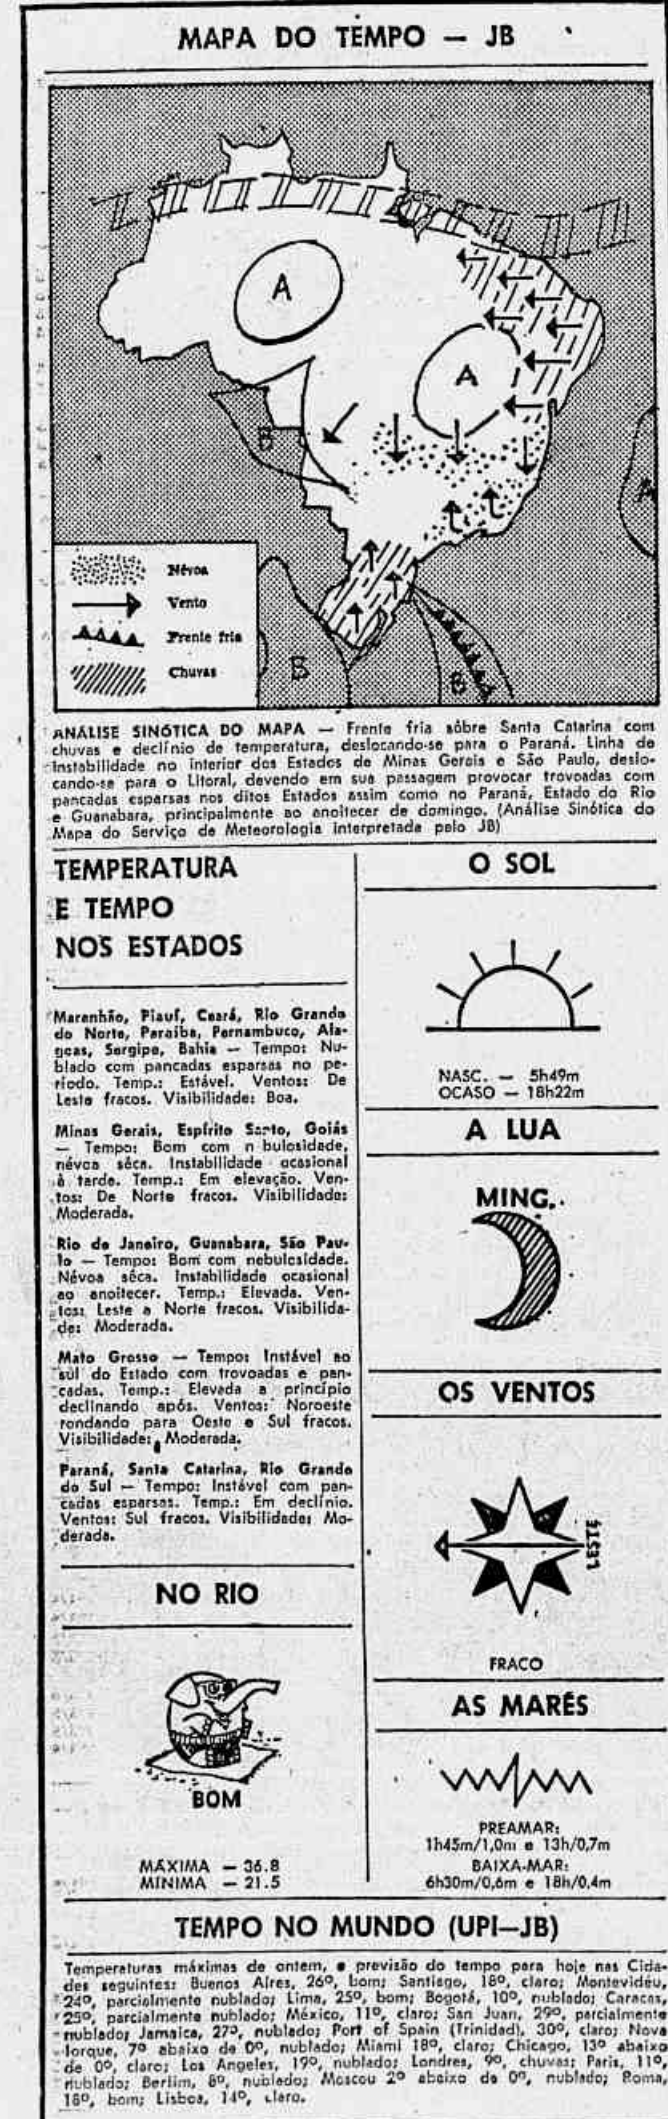 MAPA DO TEMPO — JB
A
A
B
A
Névoa
Vento
Frente fria
Chuvas
B
B
ANÁLISE SINÓTICA DO MAPA — Frente fria sôbre Santa Catarina com
chuvas e declínio de temperatura, deslocando-se para o Paraná. Linha de
instabilidade no interior dos Estados de Minas Gerais e São Paulo, deslo-
cando-se para o Litoral, devendo em sua passagem provocar trovoadas com
pancadas esparsas nos ditos Estados assim como no Paraná, Estado do Rio
e Guanabara, principalmente ao anoitecer de domingo. (Análise Sinótica do
Mapa do Serviço de Meteorologia interpretada pelo JB)
TEMPERATURA
E TEMPO
NOS ESTADOS
Maranhão, Piauí, Ceará, Rio Grande
do Norte, Paraíba, Pernambuco, Ala-
goas, Sergipe, Bahia — Tempo: Nu-
blado com pancadas esparsas no pe-
ríodo. Temp.: Estável. Ventos: De
Leste fracos. Visibilidade: Boa.
Minas Gerais, Espírito Santo, Goiás
— Tempo: Bom com n bulosidade,
névoa sêca. Instabilidade ocasional
à tarde. Temp.: Em elevação. Ven-
tos: De Norte fracos. Visibilidade:
Moderada.
Rio de Janeiro, Guanabara, São Pau-
lo — Tempo: Bom com nebulosidade.
Névoa sêca. Instabilidade ocasional
ao anoitecer. Temp.: Elevada. Ven-
tos: Leste a Norte fracos. Visibilida-
de: Moderada.
Mato Grosso — Tempo: Instável ao
sul do Estado com trovoadas e pan-
cadas. Temp.: Elevada a princípio
declinando após. Ventos: Noroeste
rondando para Oeste e Sul fracos.
Visibilidade: Moderada.
Paraná, Santa Catarina, Rio Grande
do Sul — Tempo: Instável com pan-
cadas esparsas. Temp.: Em declínio.
Ventos: Sul fracos. Visibilidade: Mo-
derada.
NO RIO
BOM
MÁXIMA — 36.8
MÍNIMA — 21.5
O SOL
NASC. — 5h49m
OCASO — 18h22m
A LUA
MING.
OS VENTOS
LESTE
FRACO
AS MARÉS
PREAMAR:
1h45m/1,0m e 13h/0,7m
BAIXA-MAR:
6h30m/0,6m e 18h/0,4m
TEMPO NO MUNDO (UPI—JB)
Temperaturas máximas de ontem, e previsão do tempo para hoje nas Cida-
des seguintes: Buenos Aires, 26º, bom; Santiago, 18º, claro; Montevidéu,
24º, parcialmente nublado; Lima, 25º, bom; Bogotá, 10º, nublado; Caracas,
25º, parcialmente nublado; México, 11º, claro; San Juan, 29º, parcialmente
nublado; Jamaica, 27º, nublado; Port of Spain (Trinidad), 30º, claro; Nova
Iorque, 7º abaixo de 0º, nublado; Miami 18º, claro; Chicago, 13º abaixo
de 0º, claro; Los Angeles, 19º, nublado; Londres, 9º, chuvas; Paris, 11º,
nublado; Berlim, 8º, nublado; Moscou 2º abaixo de 0º, nublado; Roma,
18º, bom; Lisboa, 14º, claro.